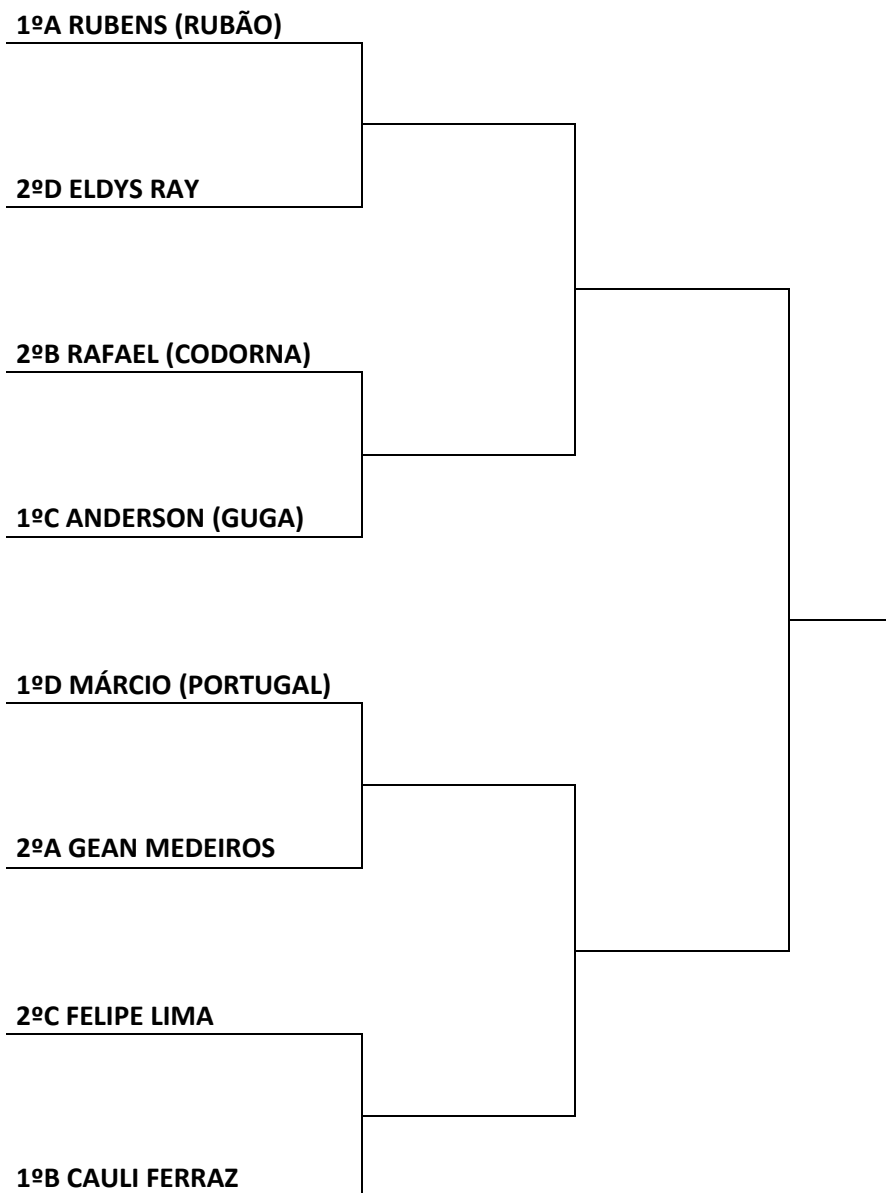 1ºA RUBENS (RUBÃO)
2ºD ELDYS RAY
2ºB RAFAEL (CODORNA)
1ºC ANDERSON (GUGA)
1ºD MÁRCIO (PORTUGAL)
2ºA GEAN MEDEIROS
2ºC FELIPE LIMA
1ºB CAULI FERRAZ